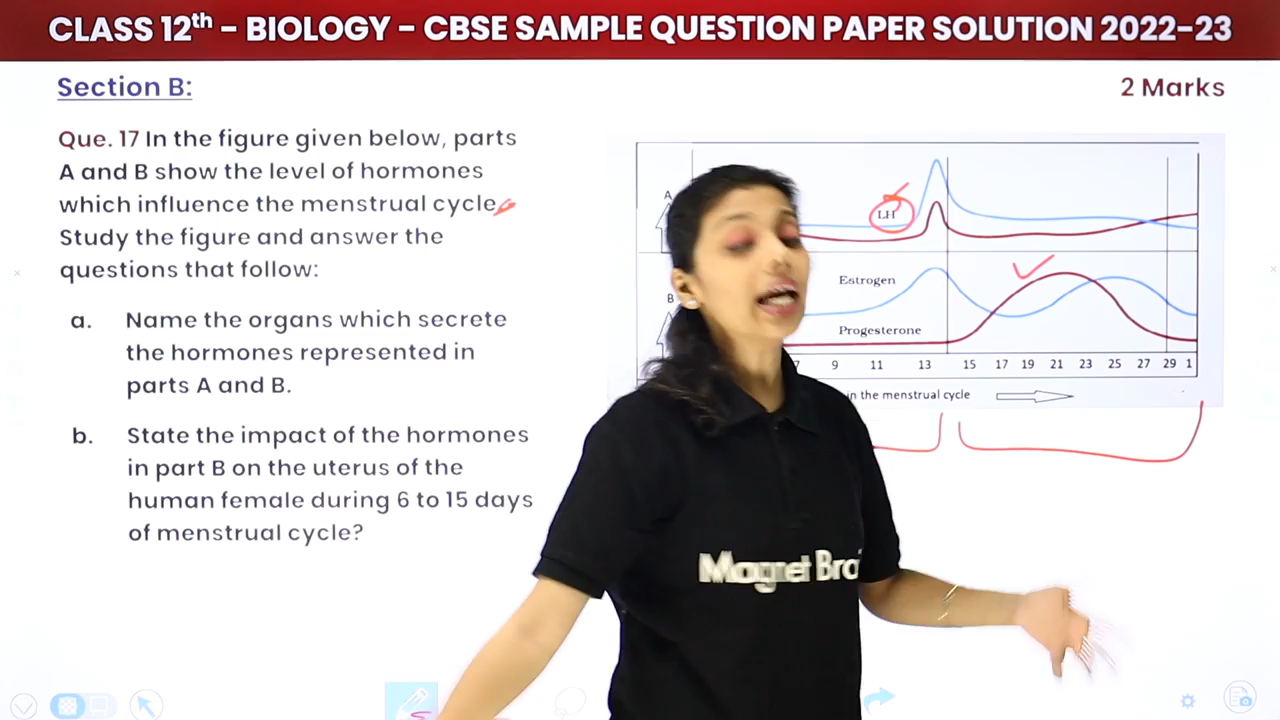 CLASS 12th – BIOLOGY – CBSE SAMPLE QUESTION PAPER SOLUTION 2022–23
Section B:
2 Marks
Que. 17 In the figure given below, parts
A and B show the level of hormones
which influence the menstrual cycle.
Study the figure and answer the
questions that follow:
a. Name the organs which secrete
the hormones represented in
parts A and B.
b. State the impact of the hormones
in part B on the uterus of the
human female during 6 to 15 days
of menstrual cycle?
A
LH
B
Estrogen
Progesterone
7 9 11 13 15 17 19 21 23 25 27 29 1
in the menstrual cycle
Magnet Bra